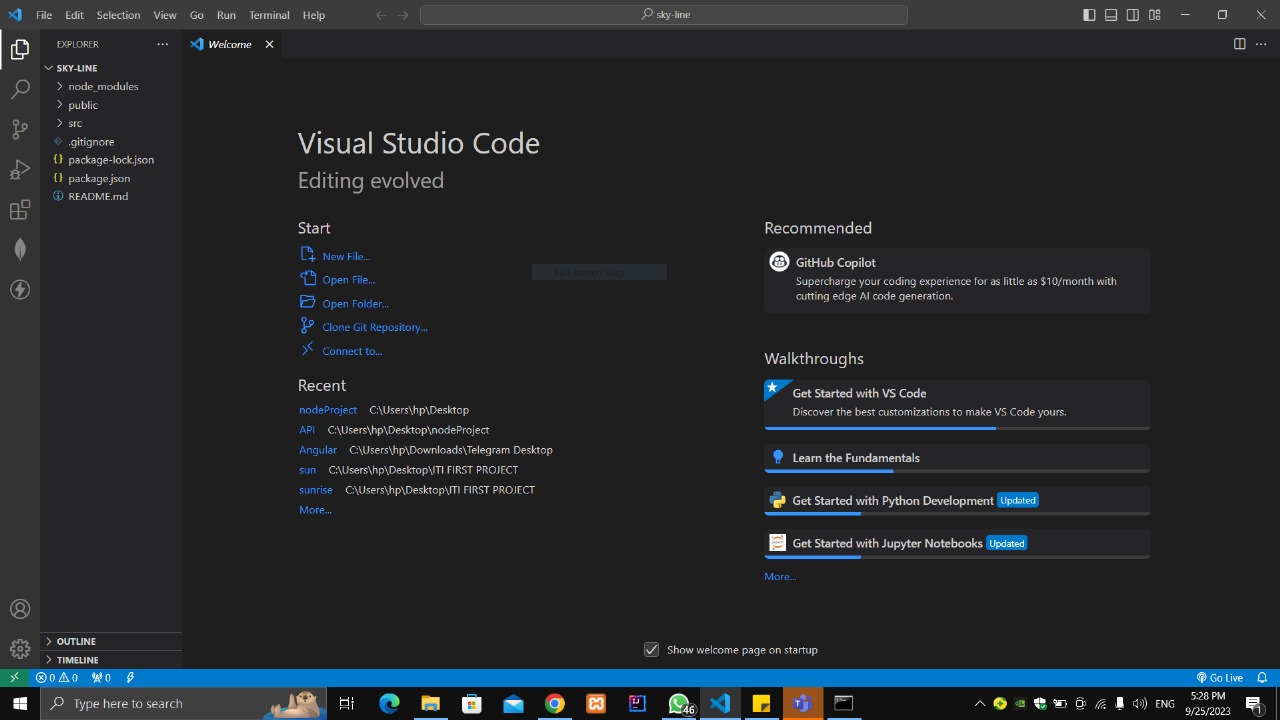 File Edit Selection View Go Run Terminal Help
sky-line
EXPLORER
Welcome
SKY-LINE
node_modules
public
src
.gitignore
package-lock.json
package.json
README.md
Visual Studio Code
Editing evolved
Start
New File...
Open File...
Open Folder...
Clone Git Repository...
Connect to...
Recent
nodeProject C:\Users\hp\Desktop
API C:\Users\hp\Desktop\nodeProject
Angular C:\Users\hp\Downloads\Telegram Desktop
sun C:\Users\hp\Desktop\ITI FIRST PROJECT
sunrise C:\Users\hp\Desktop\ITI FIRST PROJECT
More...
Full-screen Snip
Recommended
GitHub Copilot
Supercharge your coding experience for as little as $10/month with
cutting edge AI code generation.
Walkthroughs
Get Started with VS Code
Discover the best customizations to make VS Code yours.
Learn the Fundamentals
Get Started with Python Development Updated
Get Started with Jupyter Notebooks Updated
More...
Show welcome page on startup
OUTLINE
TIMELINE
0 0 0
Go Live
Type here to search
46
ENG
5:28 PM
9/25/2023
1